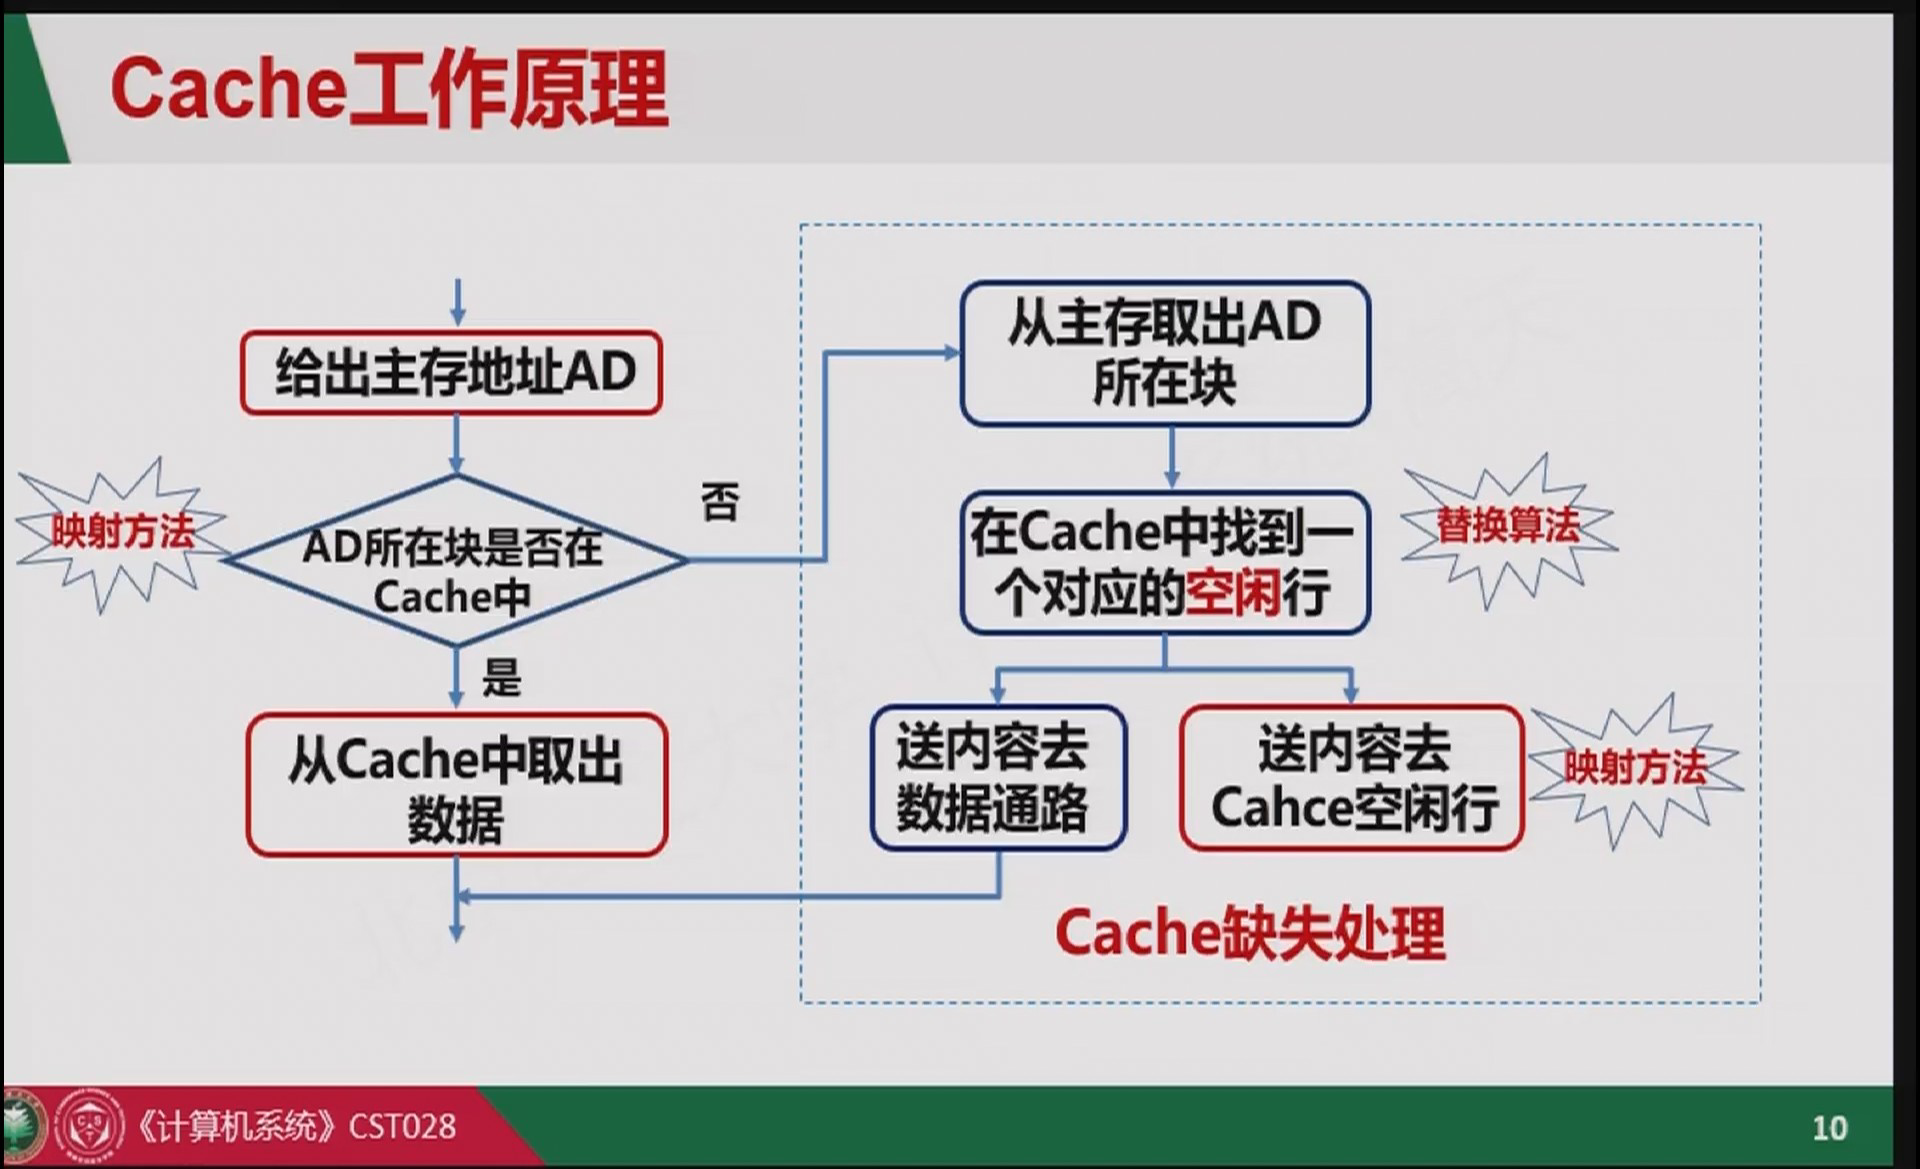 Cache工作原理
给出主存地址AD
映射方法
AD所在块是否在
Cache中
否
是
从Cache中取出
数据
从主存取出AD
所在块
在Cache中找到一
个对应的空闲行
替换算法
送内容去
数据通路
送内容去
Cahce空闲行
映射方法
Cache缺失处理
《计算机系统》CST028
10